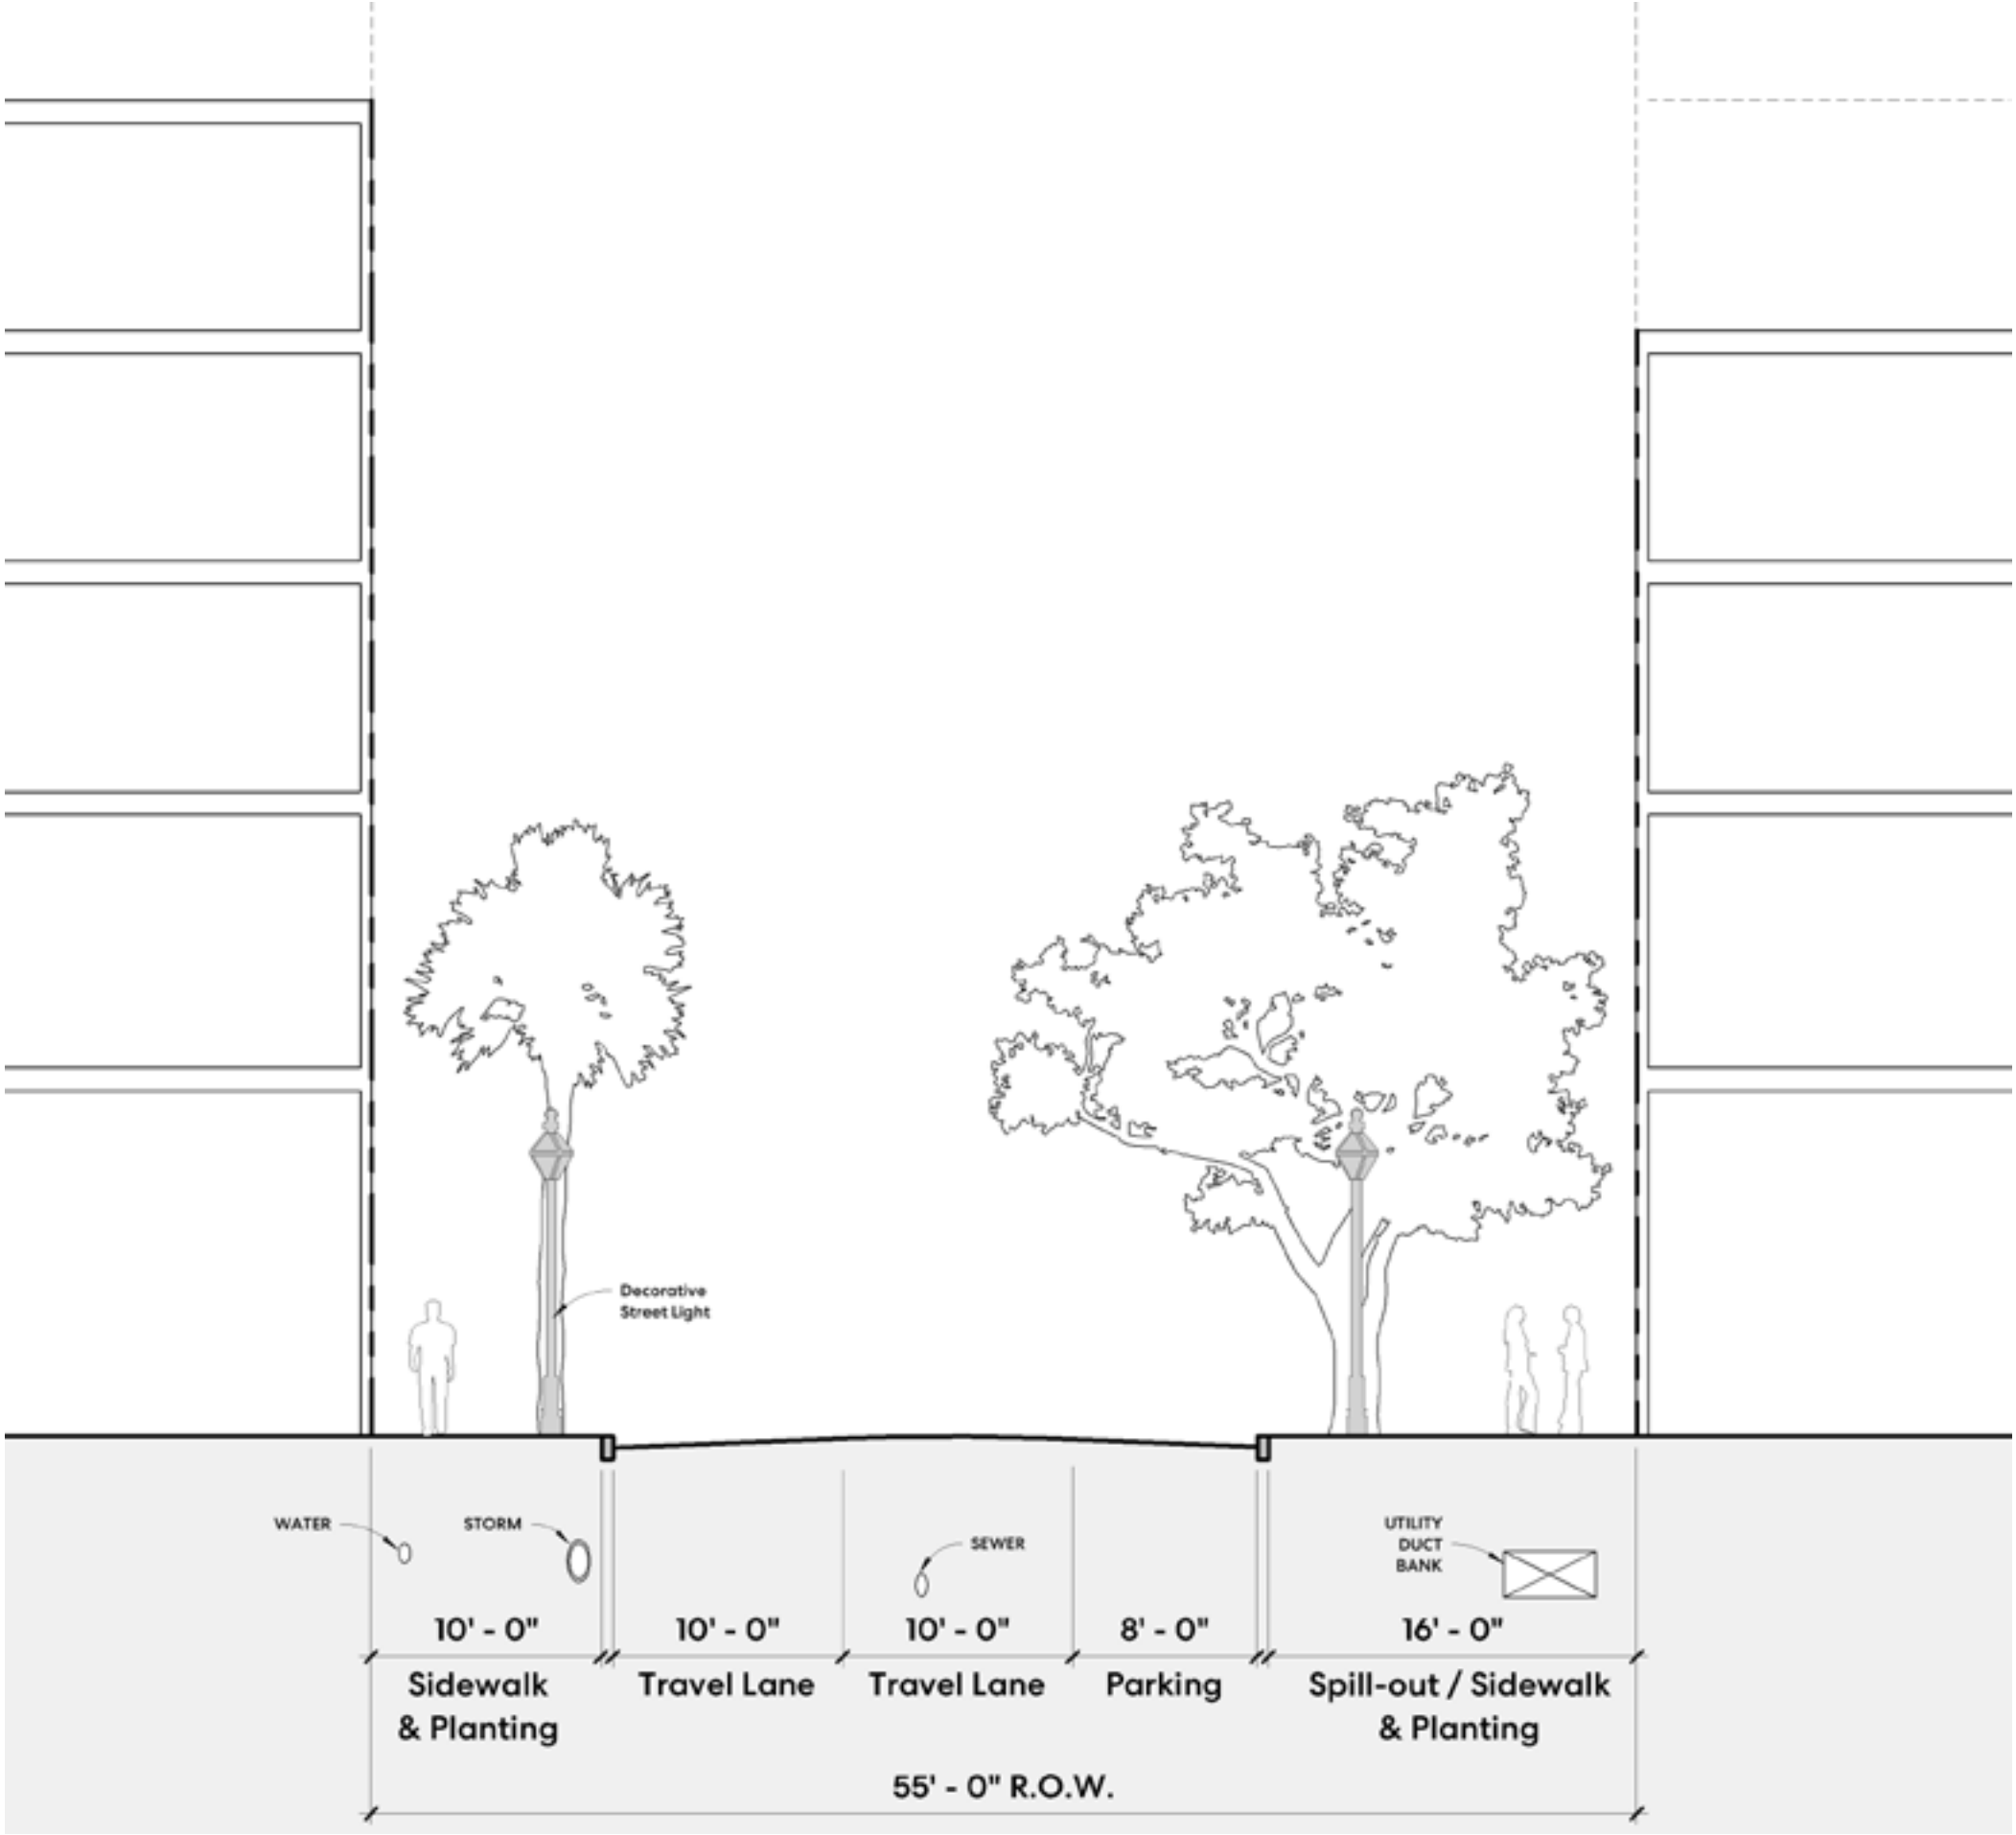 Decorative
Street Light
WATER
STORM
SEWER
UTILITY
DUCT
BANK
10' - 0"
10' - 0"
10' - 0"
8' - 0"
16' - 0"
Sidewalk
& Planting
Travel Lane
Travel Lane
Parking
Spill-out / Sidewalk
& Planting
55' - 0" R.O.W.